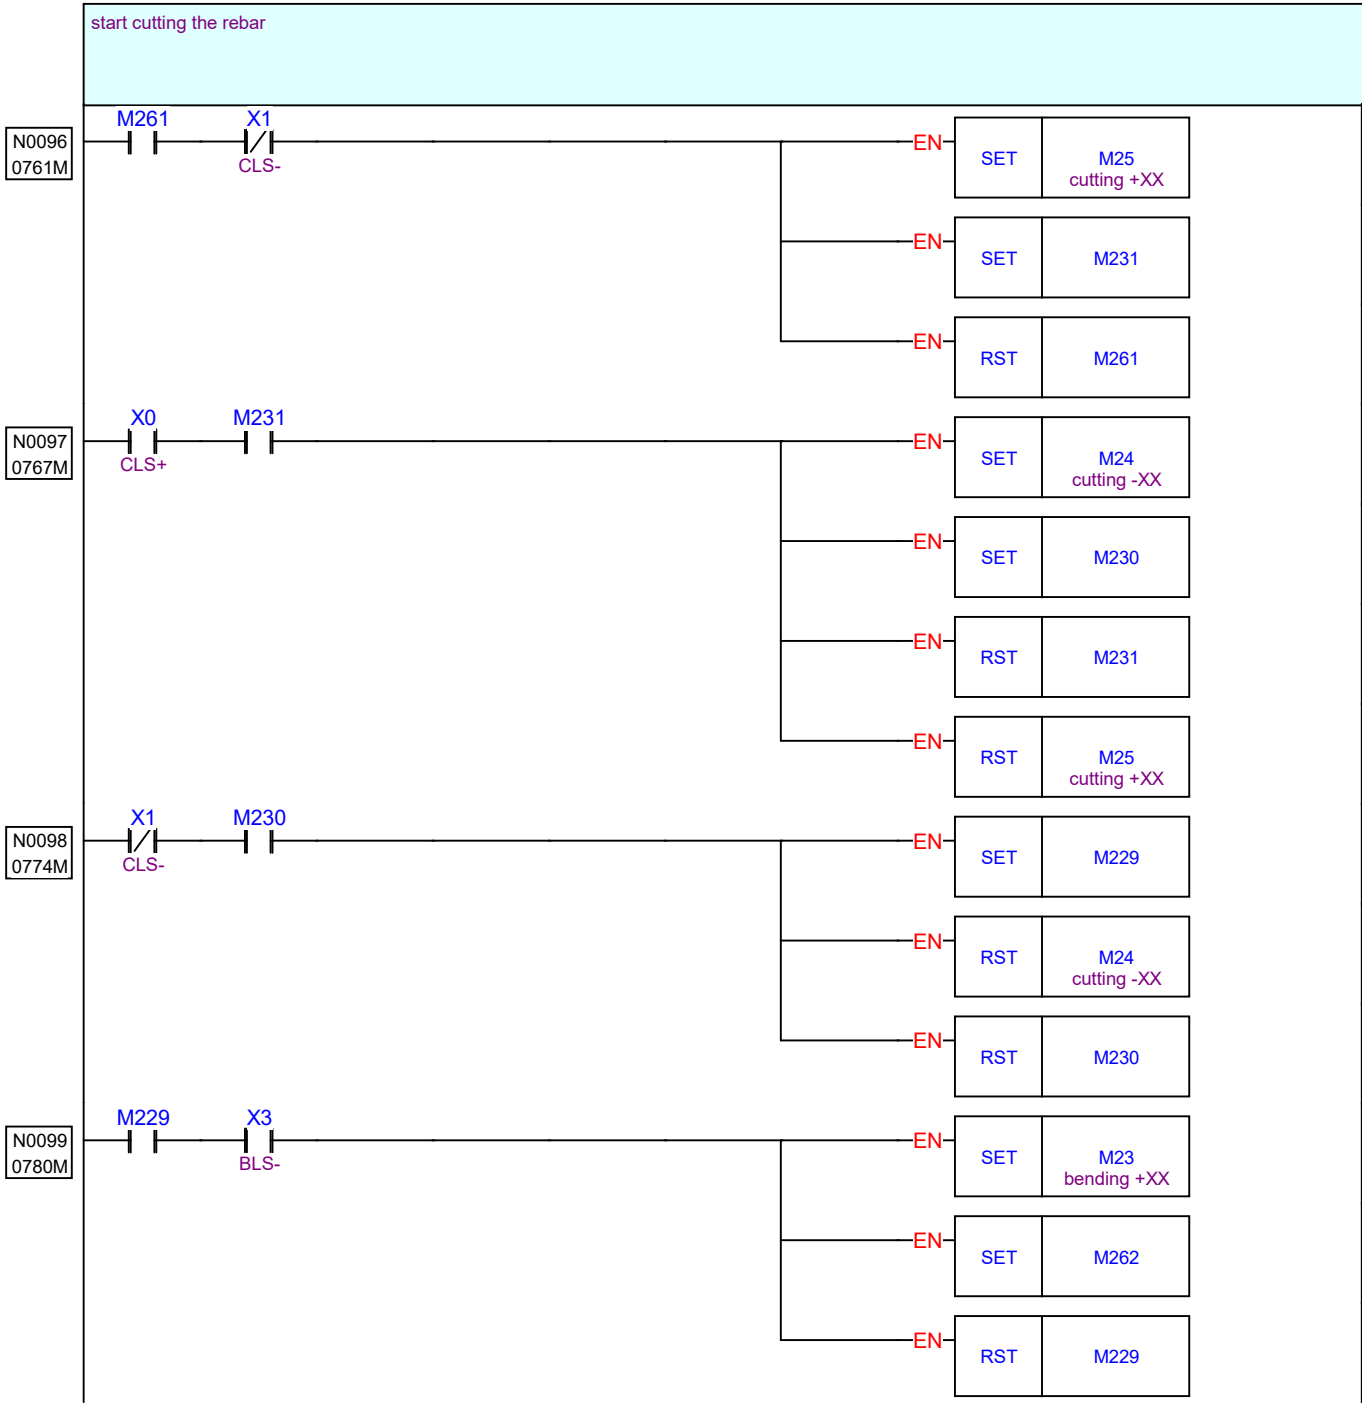 start cutting the rebar
M261 X1
N0096 EN SET M25
0761M CLS- cutting +XX
EN SET M231
EN RST M261
X0 M231
N0097 EN SET M24
0767M CLS+ cutting -XX
EN SET M230
EN RST M231
EN RST M25
cutting +XX
X1 M230
N0098 EN SET M229
0774M CLS-
EN RST M24
cutting -XX
EN RST M230
M229 X3
N0099 EN SET M23
0780M BLS- bending +XX
EN SET M262
EN RST M229